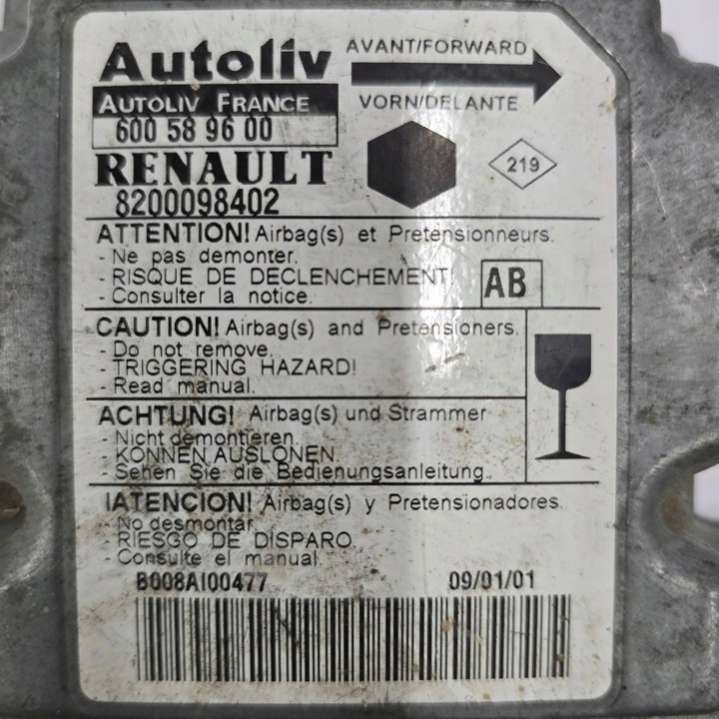 Autoliv
AVANT/FORWARD
AUTOLIV FRANCE
VORN/DELANTE
600 58 96 00
RENAULT
219
8200098402
ATTENTION! Airbag(s) et Pretensionneurs.
- Ne pas demonter.
- RISQUE DE DECLENCHEMENT!
- Consulter la notice.
AB
CAUTION! Airbag(s) and Pretensioners.
- Do not remove.
- TRIGGERING HAZARD!
- Read manual.
ACHTUNG! Airbag(s) und Strammer
- Nicht demontieren.
- KONNEN AUSLONEN.
- Sehen Sie die Bedienungsanleitung.
¡ATENCION! Airbag(s) y Pretensionadores.
- No desmontar.
- RIESGO DE DISPARO.
- Consulte el manual.
B008AI00477
09/01/01